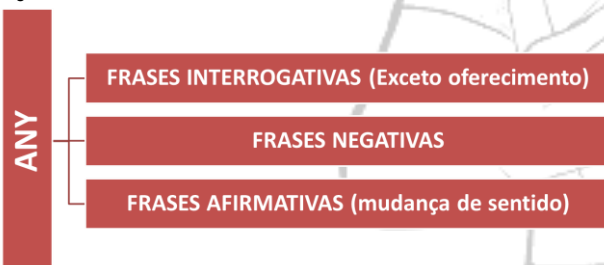 ANY
FRASES INTERROGATIVAS (Exceto oferecimento)
FRASES NEGATIVAS
FRASES AFIRMATIVAS (mudança de sentido)